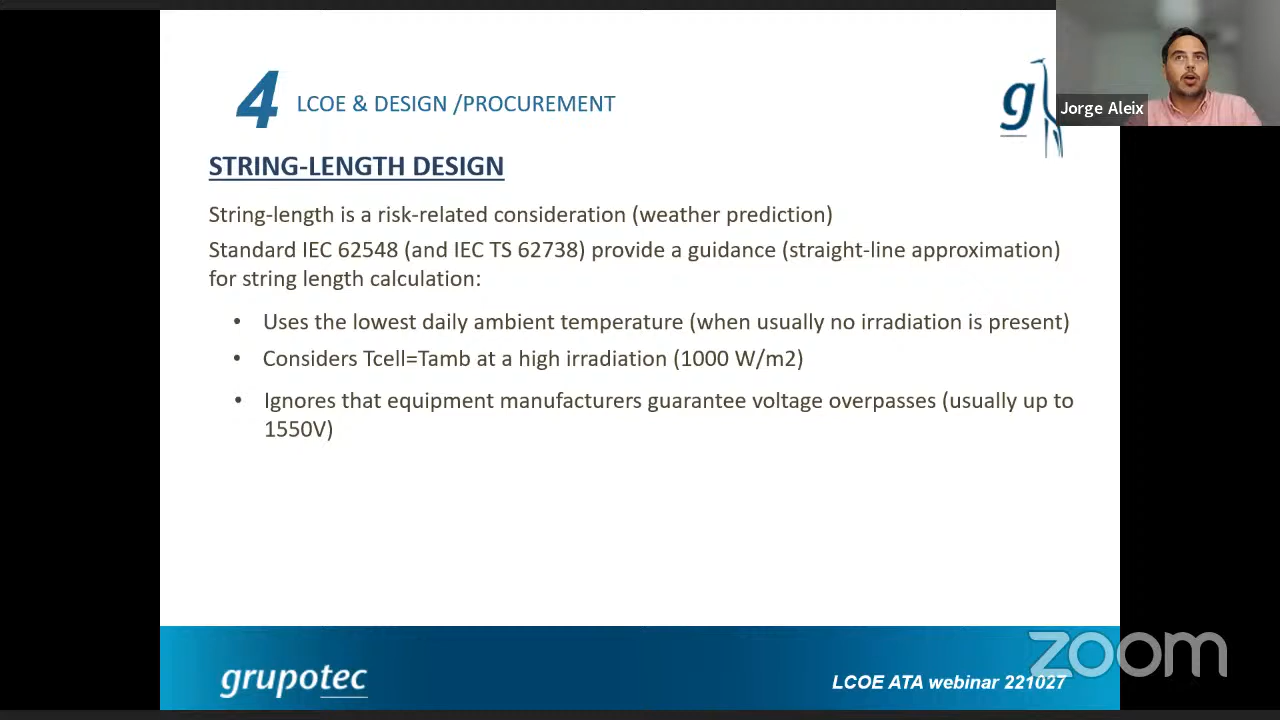 4 LCOE & DESIGN /PROCUREMENT
g
Jorge Aleix
STRING-LENGTH DESIGN
String-length is a risk-related consideration (weather prediction)
Standard IEC 62548 (and IEC TS 62738) provide a guidance (straight-line approximation)
for string length calculation:
• Uses the lowest daily ambient temperature (when usually no irradiation is present)
• Considers Tcell=Tamb at a high irradiation (1000 W/m2)
• Ignores that equipment manufacturers guarantee voltage overpasses (usually up to
1550V)
zoom
grupotec
LCOE ATA webinar 221027